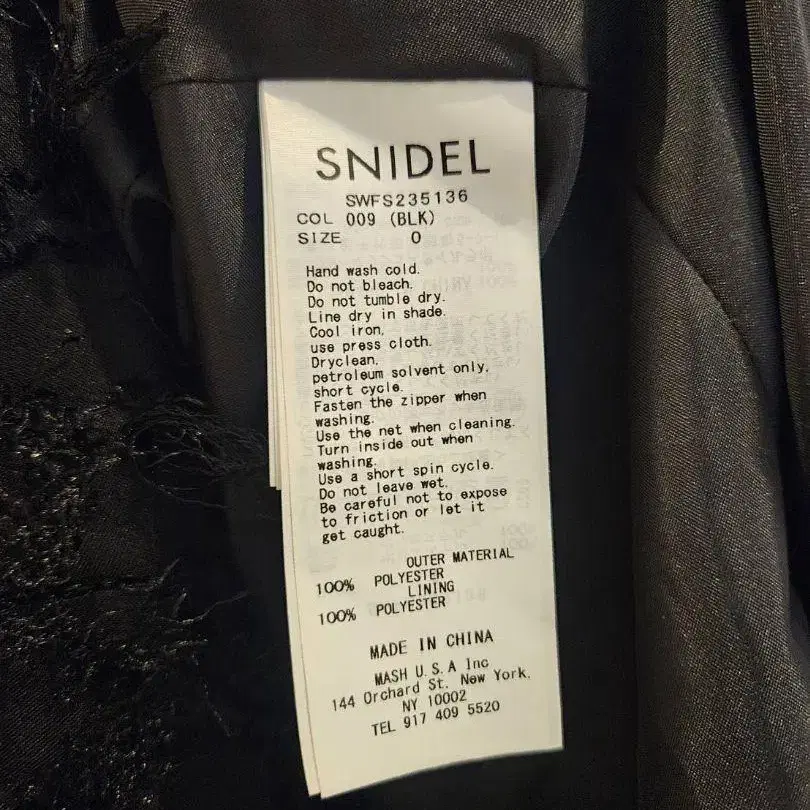 SNIDEL
SWFS235136
COL 009 (BLK)
SIZE 0
Hand wash cold.
Do not bleach.
Do not tumble dry.
Line dry in shade.
Cool iron,
use press cloth.
Dryclean,
petroleum solvent only,
short cycle.
Fasten the zipper when
washing.
Use the net when cleaning.
Turn inside out when
washing.
Use a short spin cycle.
Do not leave wet.
Be careful not to expose
to friction or let it
get caught.
OUTER MATERIAL
100% POLYESTER
LINING
100% POLYESTER
MADE IN CHINA
MASH U.S.A Inc
144 Orchard St. New York,
NY 10002
TEL 917 409 5520